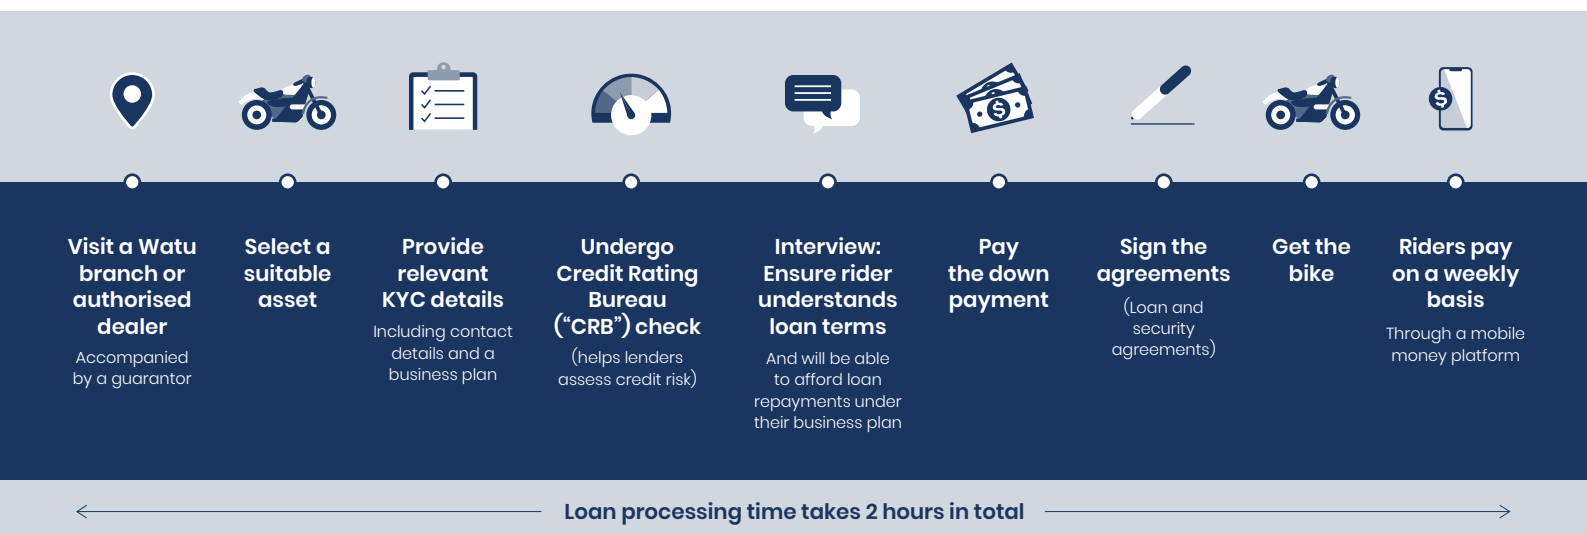 Visit a Watu
branch or
authorised
dealer
Accompanied
by a guarantor
Select a
suitable
asset
Provide
relevant
KYC details
Including contact
details and a
business plan
Undergo
Credit Rating
Bureau
(“CRB”) check
(helps lenders
assess credit risk)
Interview:
Ensure rider
understands
loan terms
And will be able
to afford loan
repayments under
their business plan
Pay
the down
payment
Sign the
agreements
(Loan and
security
agreements)
Get the
bike
Riders pay
on a weekly
basis
Through a mobile
money platform
Loan processing time takes 2 hours in total